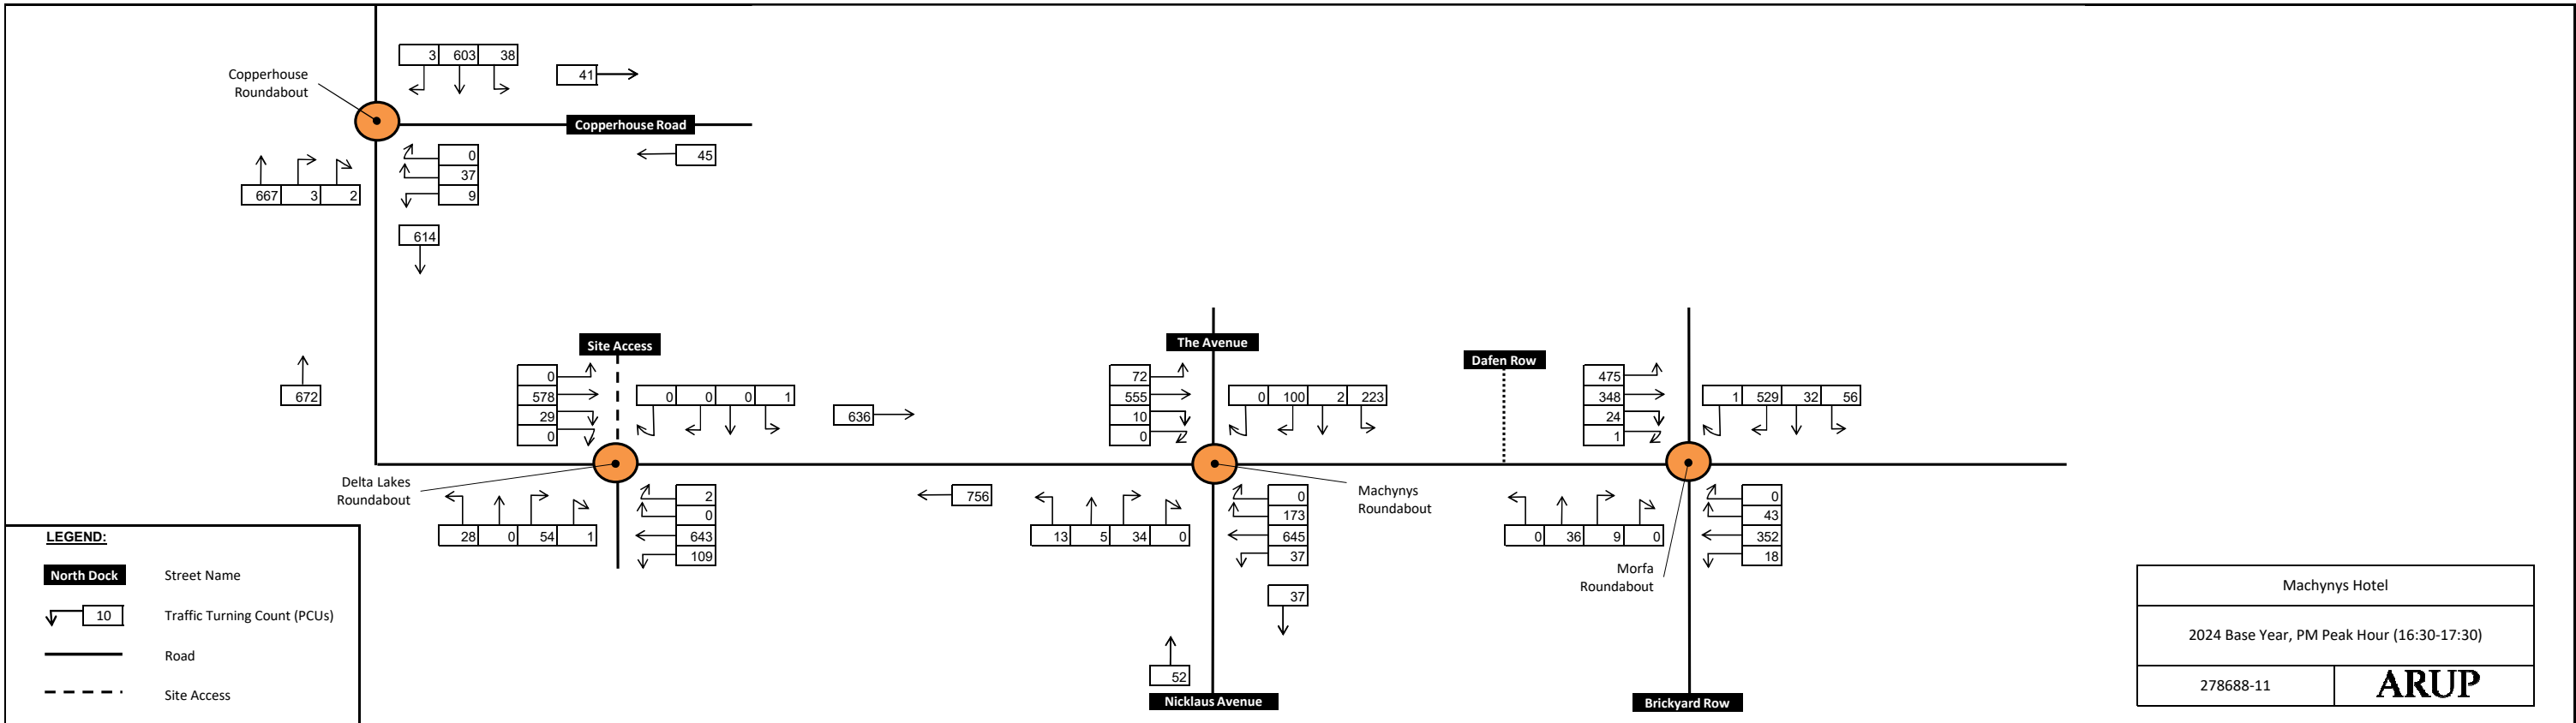 3 603 38
41
Copperhouse
Roundabout
Copperhouse Road
0
37
9
45
667 3 2
614
672
Site Access
0
578
29
0
0 0 0 1
636
The Avenue
72
555
10
0
0 100 2 223
Dafen Row
475
348
24
1
1 529 32 56
Delta Lakes
Roundabout
28 0 54 1
2
0
643
109
756
13 5 34 0
0
173
645
37
Machynys
Roundabout
0 36 9 0
0
43
352
18
Morfa
Roundabout
37
52
Nicklaus Avenue
Brickyard Row
LEGEND:
North Dock Street Name
10 Traffic Turning Count (PCUs)
Road
Site Access
Machynys Hotel
2024 Base Year, PM Peak Hour (16:30-17:30)
278688-11 ARUP